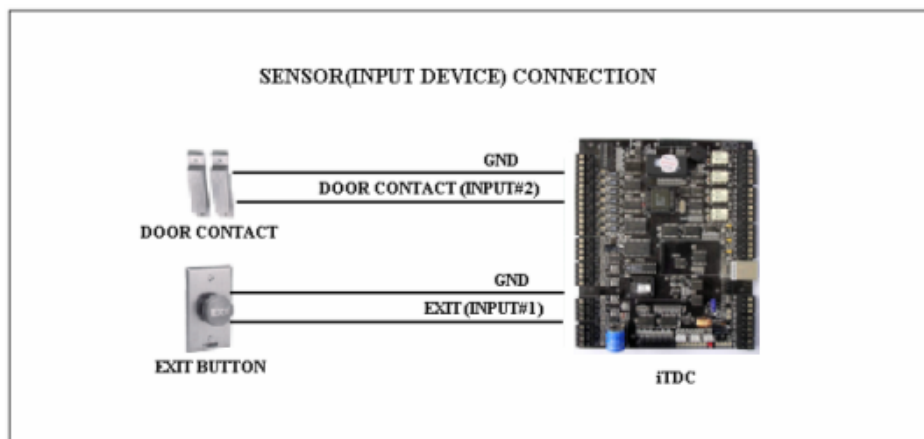 SENSOR(INPUT DEVICE) CONNECTION
GND
DOOR CONTACT (INPUT#2)
DOOR CONTACT
GND
EXIT (INPUT#1)
EXIT BUTTON
iTDC